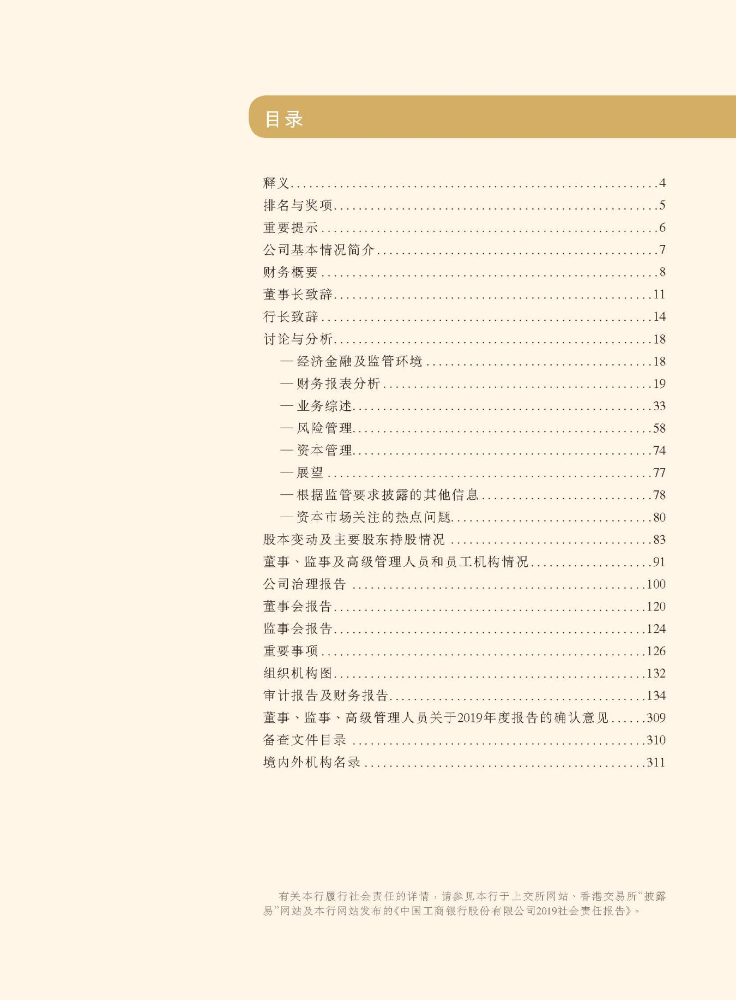 目录
释义............................................................4
排名与奖项.....................................................5
重要提示.......................................................6
公司基本情况简介..............................................7
财务概要.......................................................8
董事长致辞....................................................11
行长致辞......................................................14
讨论与分析....................................................18
—经济金融及监管环境.....................................18
—财务报表分析............................................19
—业务综述.................................................33
—风险管理.................................................58
—资本管理.................................................74
—展望.....................................................77
—根据监管要求披露的其他信息............................78
—资本市场关注的热点问题.................................80
股本变动及主要股东持股情况.................................83
董事、监事及高级管理人员和员工机构情况....................91
公司治理报告................................................100
董事会报告...................................................120
监事会报告...................................................124
重要事项.....................................................126
组织机构图...................................................132
审计报告及财务报告..........................................134
董事、监事、高级管理人员关于2019年度报告的确认意见......309
备查文件目录................................................310
境内外机构名录..............................................311
有关本行履行社会责任的详情，请参见本行于上交所网站、香港交易所“披露
易”网站及本行网站发布的《中国工商银行股份有限公司2019社会责任报告》。